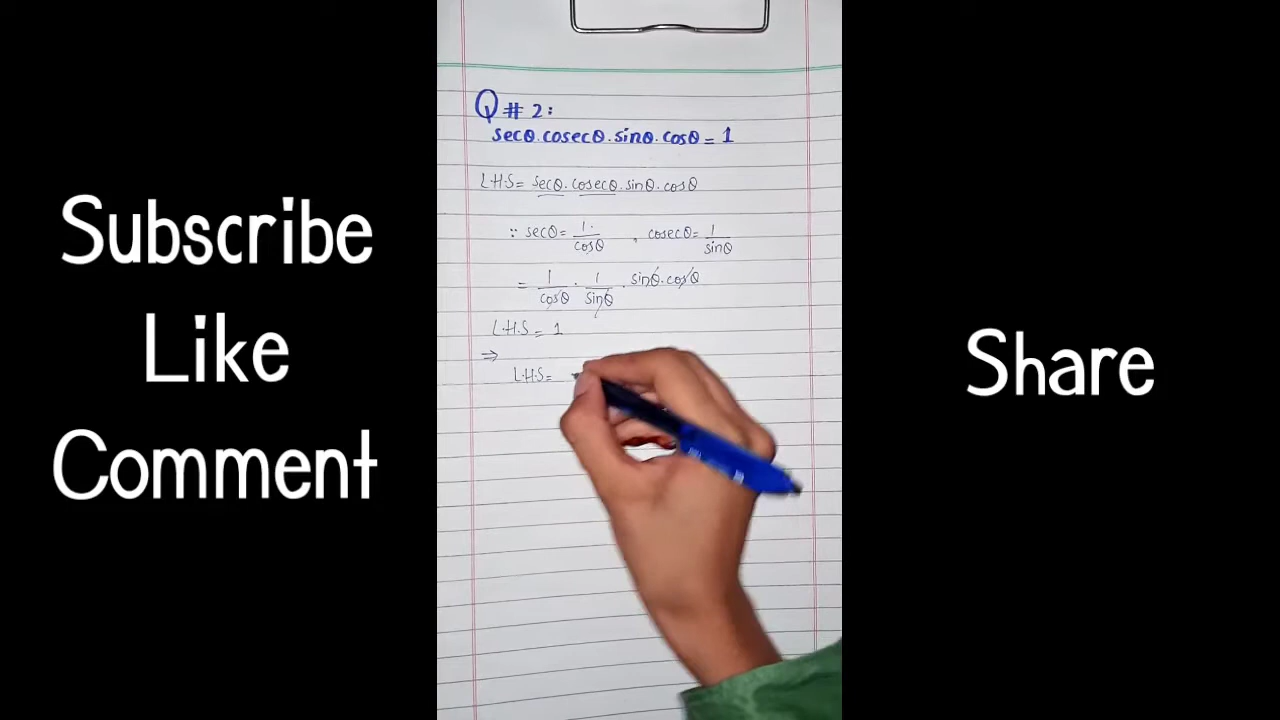 Subscribe
Like
Comment
Q # 2:
secθ.cosecθ.sinθ.cosθ = 1
L.H.S = secθ.cosecθ.sinθ.cosθ
∵ secθ = 1/cosθ , cosecθ = 1/sinθ
= 1/cosθ . 1/sinθ . sinθ.cosθ
L.H.S = 1
⇒
L.H.S =
Share